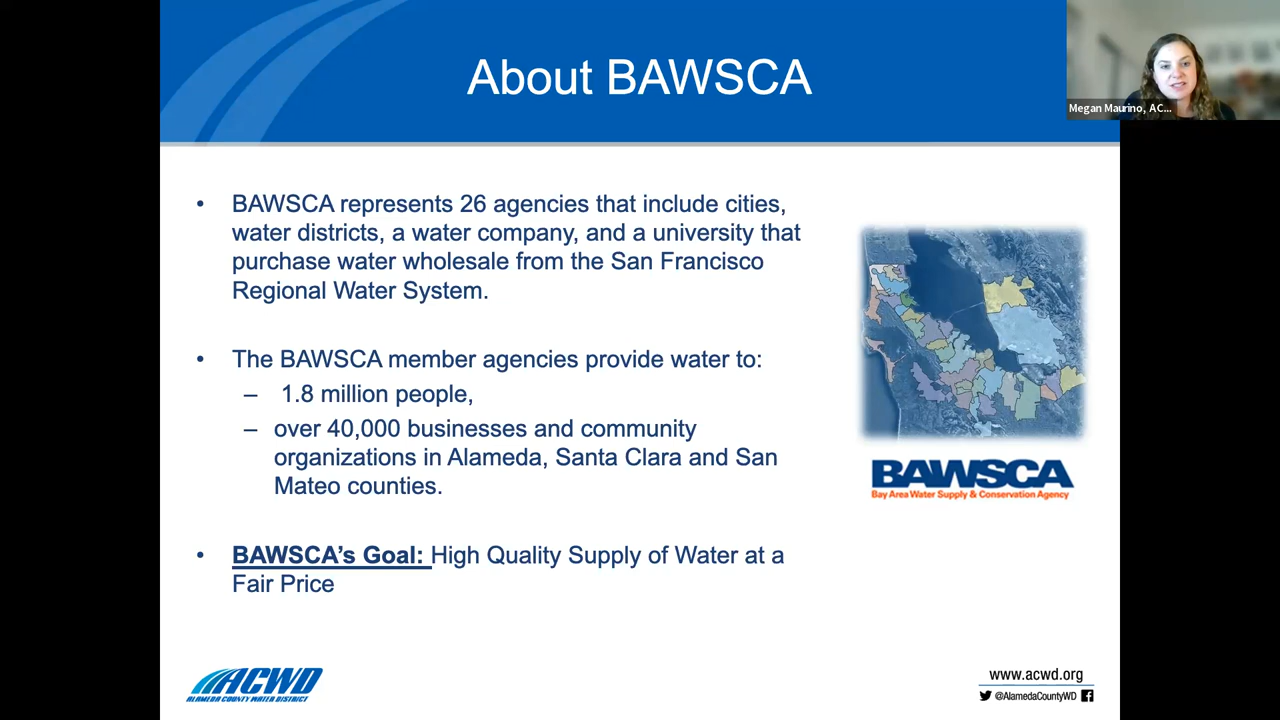 About BAWSCA
Megan Maurino, AC...
• BAWSCA represents 26 agencies that include cities,
water districts, a water company, and a university that
purchase water wholesale from the San Francisco
Regional Water System.
• The BAWSCA member agencies provide water to:
– 1.8 million people,
– over 40,000 businesses and community
organizations in Alameda, Santa Clara and San
Mateo counties.
• BAWSCA’s Goal: High Quality Supply of Water at a
Fair Price
BAWSCA
Bay Area Water Supply & Conservation Agency
ACWD
ALAMEDA COUNTY WATER DISTRICT
www.acwd.org
@AlamedaCountyWD